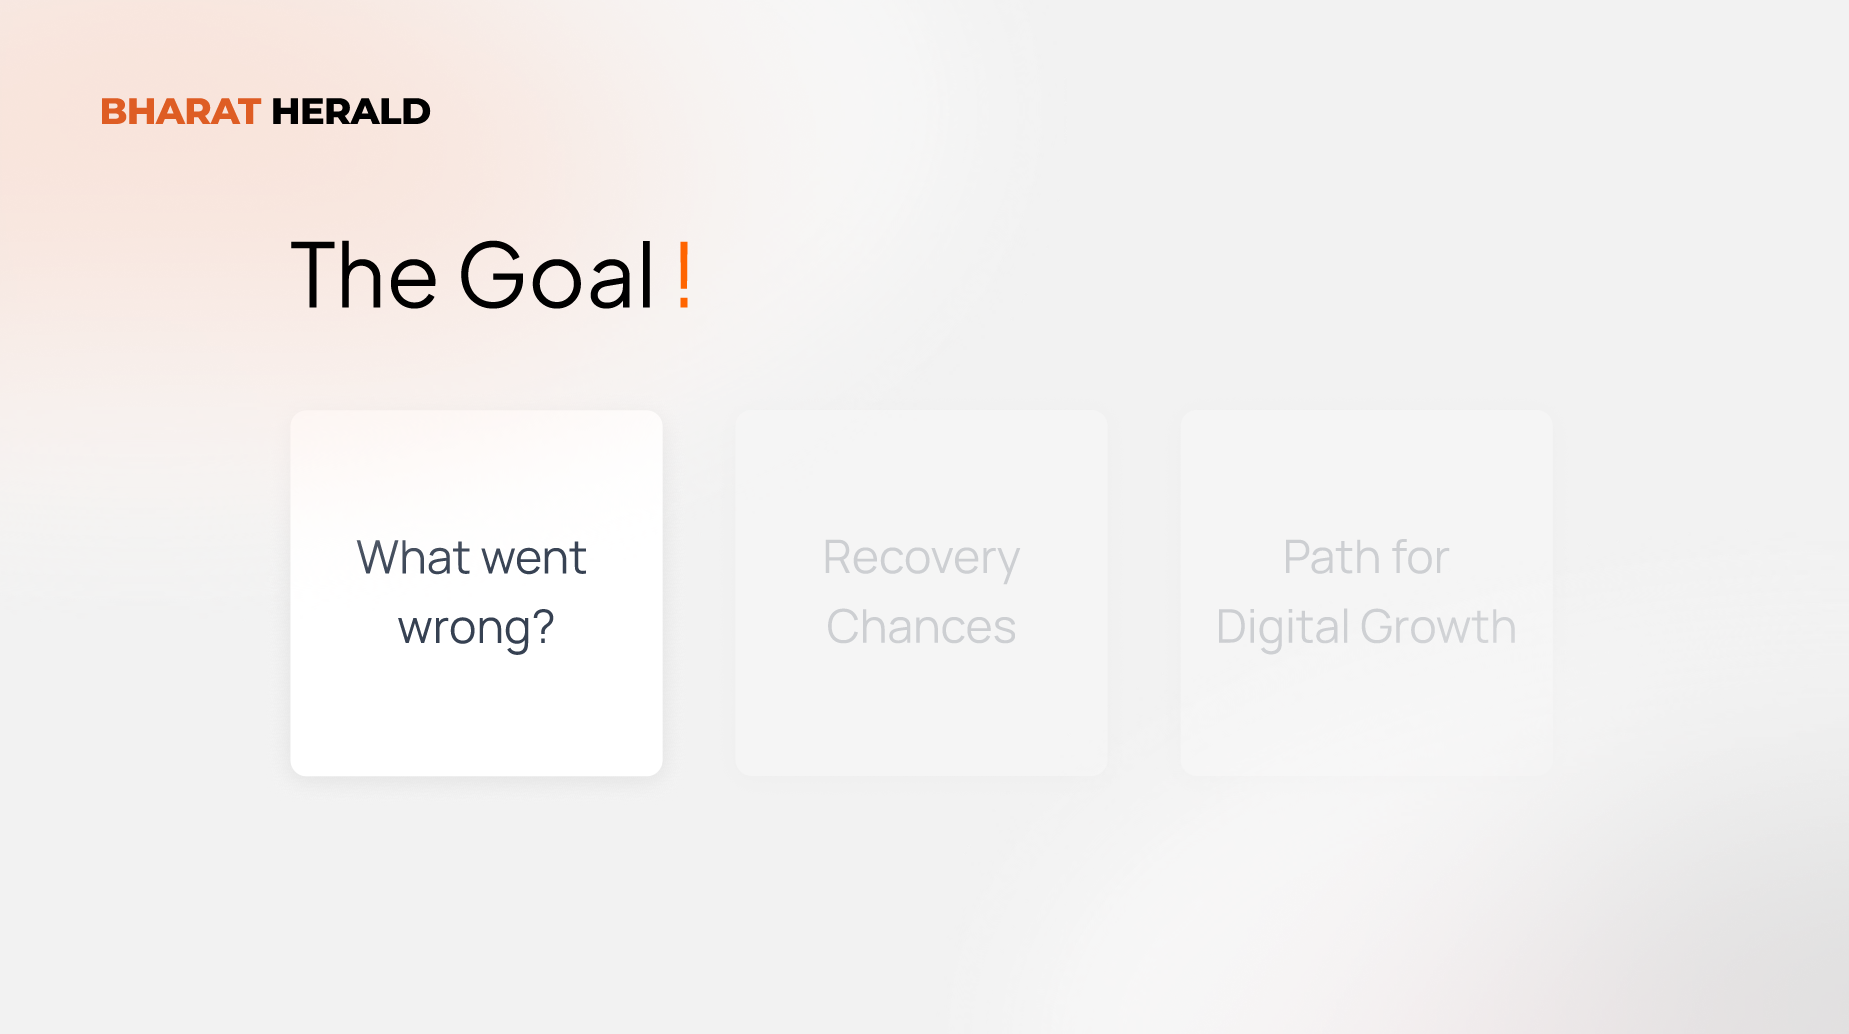 BHARAT HERALD
The Goal !
What went
wrong?
Recovery
Chances
Path for
Digital Growth